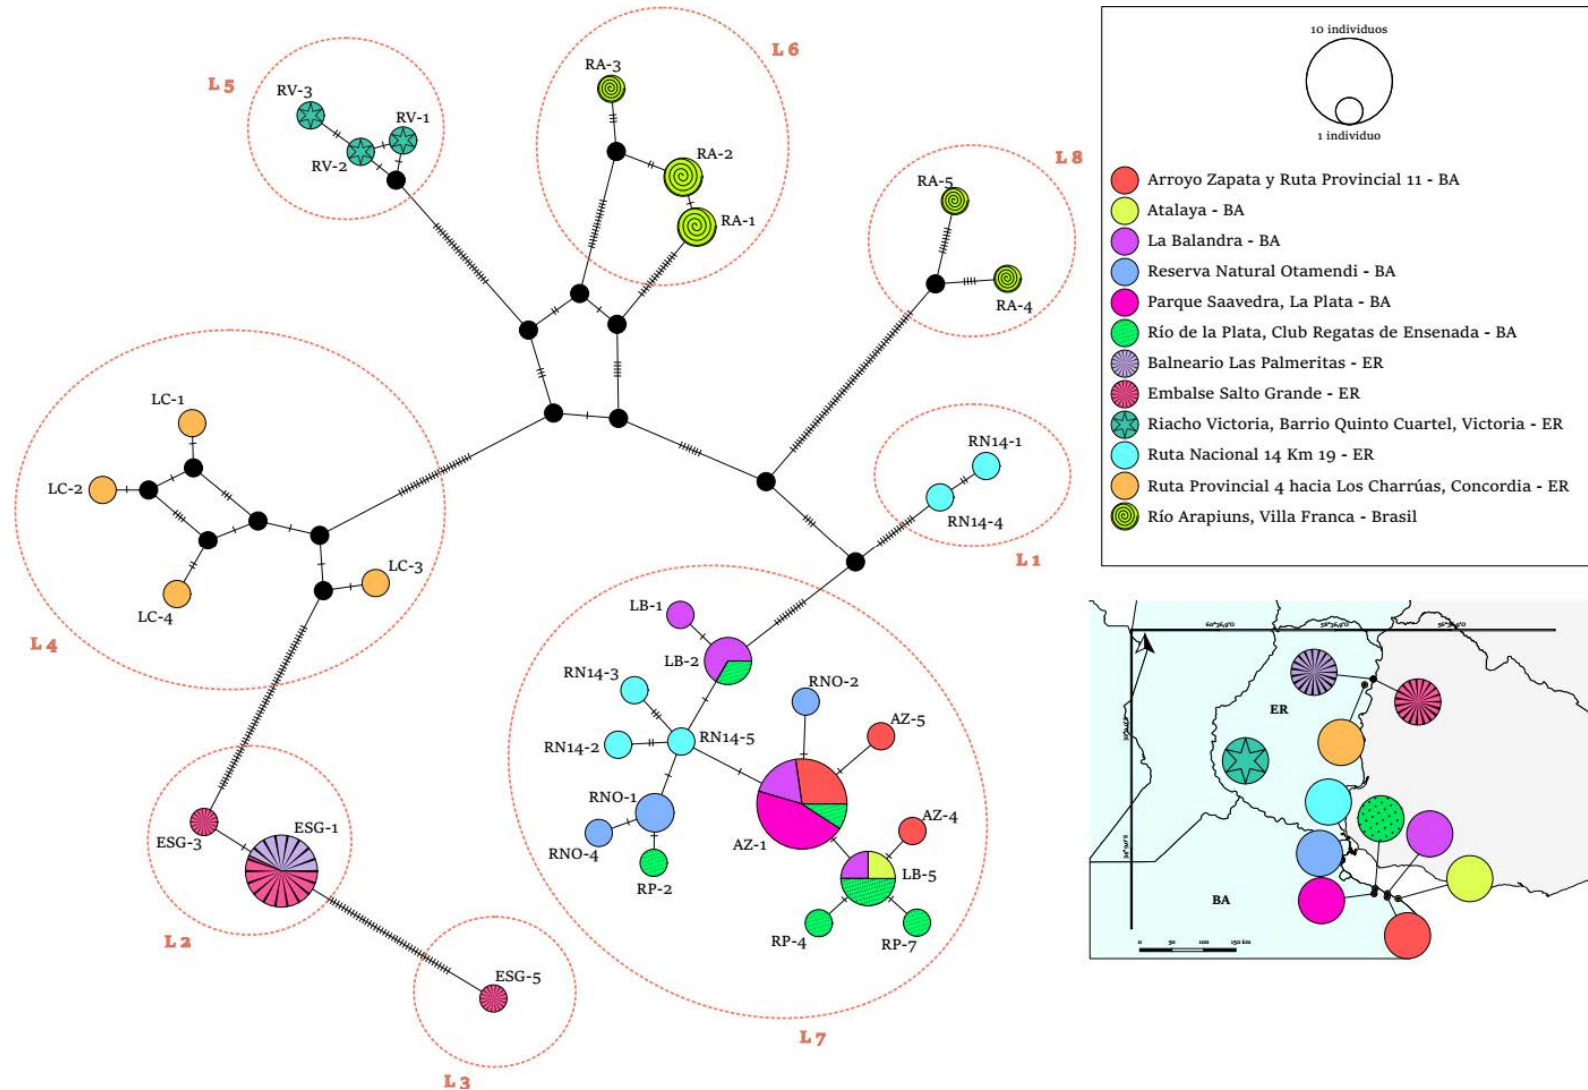 L 6
RA-3
L 5
RV-3
RV-1
RA-2
RV-2
RA-1
L 8
RA-5
RA-4
LC-1
LC-2
LC-3
LC-4
L 4
RN14-1
RN14-4
L 1
LB-1
LB-2
RN14-3
RNO-2
AZ-5
RN14-2
RN14-5
RNO-1
AZ-4
RNO-4
AZ-1
LB-5
RP-2
RP-4
RP-7
L 7
ESG-3
ESG-1
L 2
ESG-5
L 3
10 individuos
1 individuo
Arroyo Zapata y Ruta Provincial 11 - BA
Atalaya - BA
La Balandra - BA
Reserva Natural Otamendi - BA
Parque Saavedra, La Plata - BA
Río de la Plata, Club Regatas de Ensenada - BA
Balneario Las Palmeritas - ER
Embalse Salto Grande - ER
Riacho Victoria, Barrio Quinto Cuartel, Victoria - ER
Ruta Nacional 14 Km 19 - ER
Ruta Provincial 4 hacia Los Charrúas, Concordia - ER
Río Arapiuns, Villa Franca - Brasil
ER
BA
0 50 100 150 km